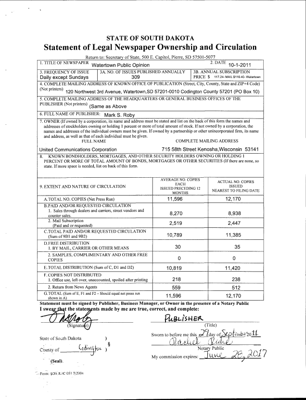 STATE OF SOUTH DAKOTA
Statement of Legal Newspaper Ownership and Circulation
Return to: Secretary of State, 500 E. Capitol, Pierre, SD 57501-5077
1. TITLE OF NEWSPAPER
Watertown Public Opinion
2. DATE
10-1-2011
3. FREQUENCY OF ISSUE
Daily except Sundays
3A. NO. OF ISSUES PUBLISHED ANNUALLY
309
3B. ANNUAL SUBSCRIPTION
PRICE $
4. COMPLETE MAILING ADDRESS OF KNOWN OFFICE OF PUBLICATION (Street, City, County, State and ZIP+4 Code)
(Not printers)
120 Northwest 3rd Avenue, Watertown, SD 57201-0010 Codington County 57201 (PO Box 10)
5. COMPLETE MAILING ADDRESS OF THE HEADQUARTERS OR GENERAL BUSINESS OFFICES OF THE
PUBLISHER (Not printers)
(Same as Above
6. FULL NAME OF PUBLISHER:
Mark S. Roby
7. OWNER (If owned by a corporation, its name and address must be stated and list on the back of this form the names and
addresses of stockholders owning or holding 1 percent or more of total amount of stock. If not owned by a corporation, the
names and addresses of the individual owners must be given. If owned by a partnership or other unincorporated firm, its name
and address, as well as that of each individual must be given.
FULL NAME
COMPLETE MAILING ADDRESS
United Communications Corporation
715 58th Street Kenosha, Wisconsin 53141
8. KNOWN BONDHOLDERS, MORTGAGES, AND OTHER SECURITY HOLDERS OWNING OR HOLDING 1
PERCENT OR MORE OF TOTAL AMOUNT OF BONDS, MORTGAGES OR OTHER SECURITIES (If there are none, so
state. If more space is needed, list on back of this form.
9. EXTENT AND NATURE OF CIRCULATION
AVERAGE NO. COPIES
EACH
ISSUED PRECEDING 12
MONTHS
ACTUAL NO. COPIES
ISSUED
NEAREST TO FILING DATE
A. TOTAL NO. COPIES (Net Press Run)
11,596
12,170
B. PAID AND/OR REQUESTED CIRCULATION
1. Sales through dealers and carriers, street vendors and
counter sales.
8,270
8,938
2. Mail Subscription
(Paid and or requested)
2,519
2,447
C. TOTAL PAID AND/OR REQUESTED CIRCULATION
(Sum of 9B1 and 9B2)
10,789
11,385
D. FREE DISTRIBUTION
1. BY MAIL, CARRIER OR OTHER MEANS
30
35
2. SAMPLES, COMPLIMENTARY AND OTHER FREE
COPIES
0
0
E. TOTAL DISTRIBUTION (Sum of C, D1 and D2)
10,819
11,420
F. COPIES NOT DISTRIBUTED
1. Office use, left over, unaccounted, spoiled after printing
218
238
2. Return from News Agents
559
512
G. TOTAL (Sum of E, F1 and F2 - Should equal net press run
shown in A)
11,596
12,170
Statement must be signed by Publisher, Business Manager, or Owner in the presence of a Notary Public
I swear that the statements made by me are true, correct, and complete:
PUBLISHER
(Signature)
(Title)
State of South Dakota )
Sworn to before me this 29 day of September 2011
County of Codington )
Notary Public
(Seal)
My commission expires: June 28, 2017